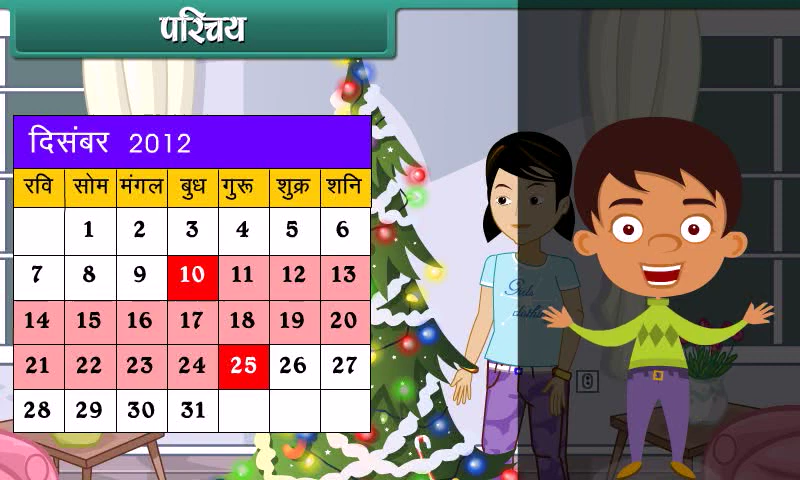 परिचय
दिसंबर 2012
रवि सोम मंगल बुध गुरू शुक्र शनि
1 2 3 4 5 6
7 8 9 10 11 12 13
14 15 16 17 18 19 20
21 22 23 24 25 26 27
28 29 30 31
Girls